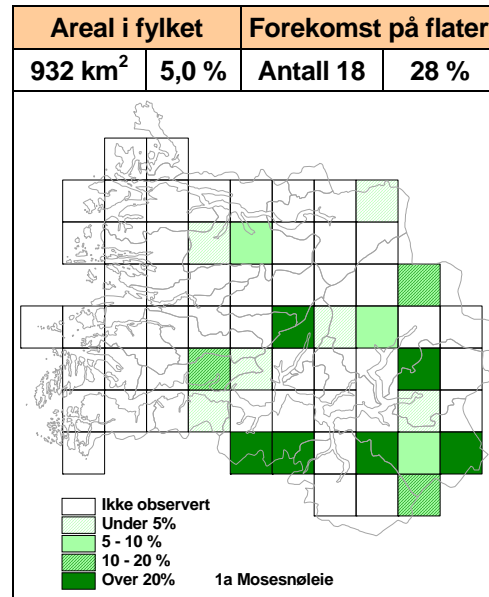 Areal i fylket Forekomst på flater
932 km² 5,0 % Antall 18 28 %
Ikke observert
Under 5%
5 - 10 %
10 - 20 %
Over 20% 1a Mosesnøleie